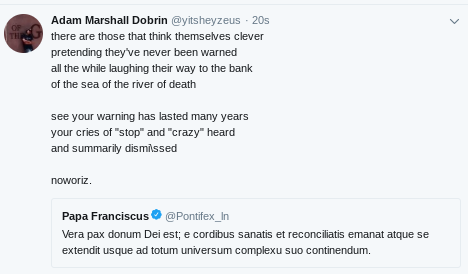 Adam Marshall Dobrin @yitsheyzeus · 20s
there are those that think themselves clever
pretending they've never been warned
all the while laughing their way to the bank
of the sea of the river of death
see your warning has lasted many years
your cries of "stop" and "crazy" heard
and summarily dismi\ssed
noworiz.
Papa Franciscus @Pontifex_ln
Vera pax donum Dei est; e cordibus sanatis et reconciliatis emanat atque se
extendit usque ad totum universum complexu suo continendum.